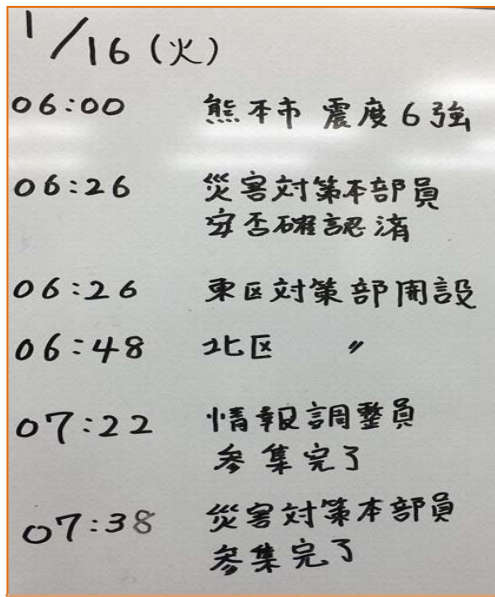 1/16(火)
06:00 熊本市 震度6強
06:26 災害対策本部員
安否確認済
06:26 東区対策部開設
06:48 北区 〃
07:22 情報調整員
参集完了
07:38 災害対策本部員
参集完了